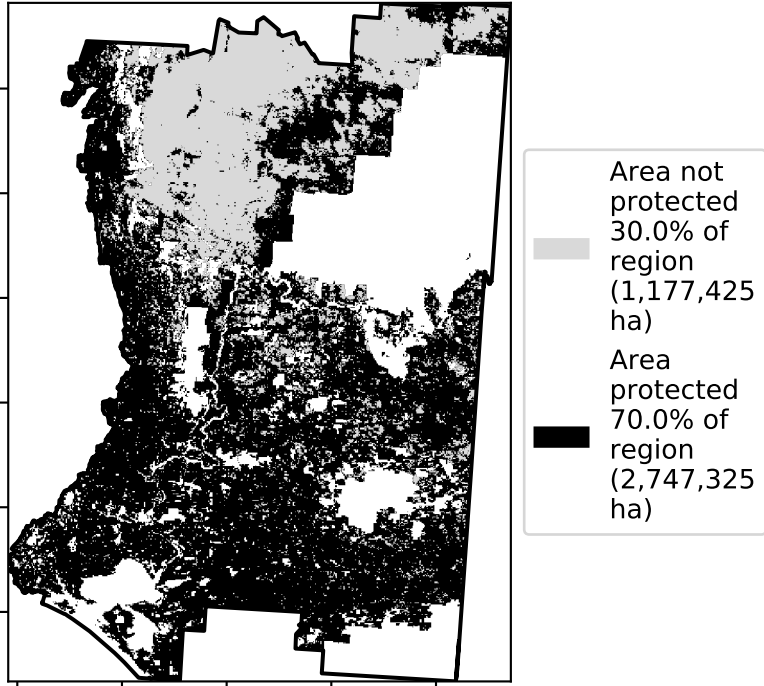 Area not
protected
30.0% of
region
(1,177,425
ha)
Area
protected
70.0% of
region
(2,747,325
ha)